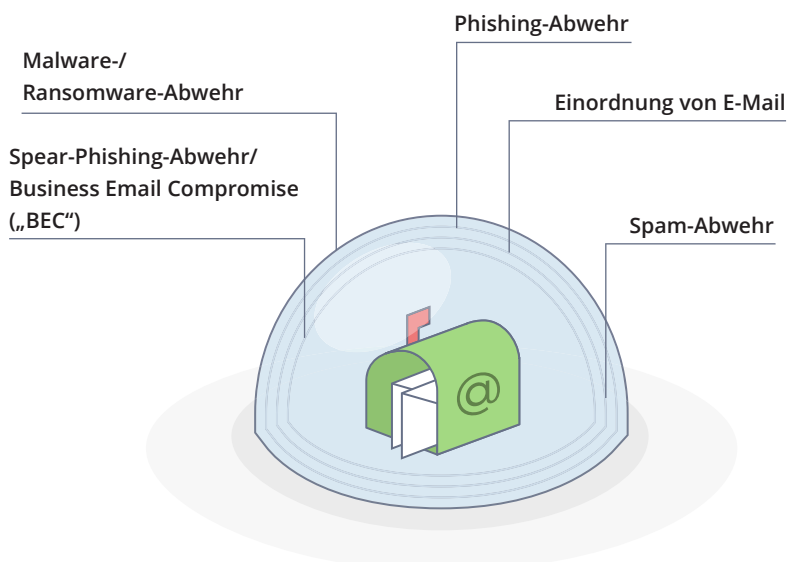 Phishing-Abwehr
Malware-/
Ransomware-Abwehr
Einordnung von E-Mail
Spear-Phishing-Abwehr/
Business Email Compromise
(„BEC“)
Spam-Abwehr
@